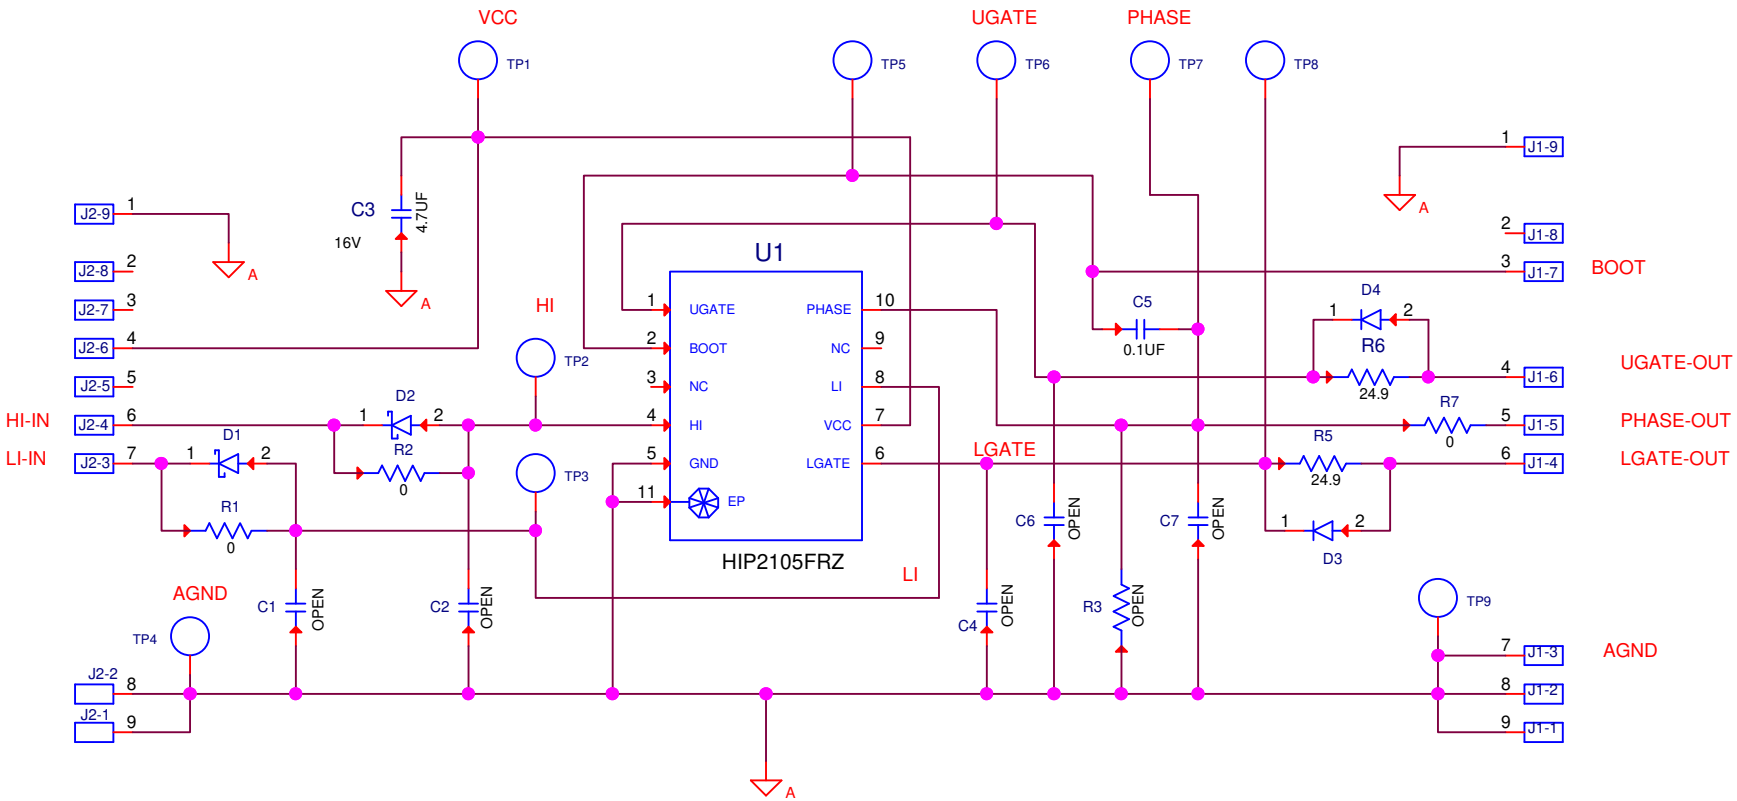 VCC
UGATE
PHASE
TP1
TP5
TP6
TP7
TP8
1
J1-9
A
J2-9
1
A
C3
4.7UF
16V
A
2
J1-8
J2-8
2
3
J1-7
BOOT
J2-7
3
J2-6
4
J2-5
5
HI-IN
J2-4
6
LI-IN
J2-3
7
HI
TP2
1
D2
2
R2
0
1
D1
2
R1
0
TP3
U1
1
UGATE
PHASE
10
2
BOOT
NC
9
3
NC
LI
8
4
HI
VCC
7
5
GND
LGATE
6
11
EP
HIP2105FRZ
LI
C5
0.1UF
D4
1
2
R6
24.9
4
J1-6
UGATE-OUT
R7
0
5
J1-5
PHASE-OUT
LGATE
R5
24.9
6
J1-4
LGATE-OUT
1
2
D3
C6
OPEN
C7
OPEN
C1
OPEN
C2
OPEN
C4
OPEN
R3
OPEN
AGND
TP4
TP9
J2-2
8
J2-1
9
7
J1-3
AGND
8
J1-2
9
J1-1
A